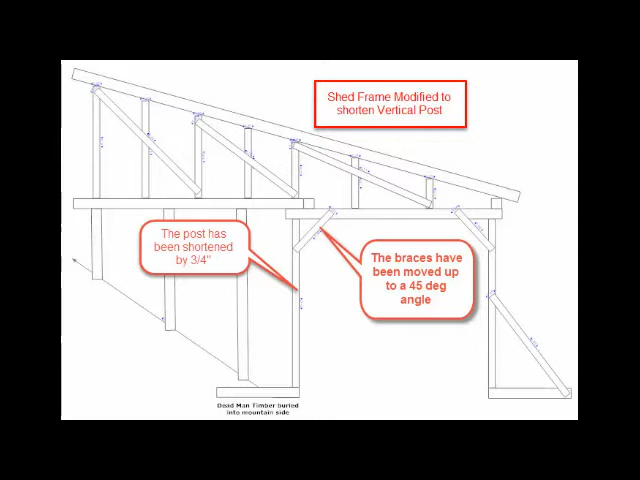 Shed Frame Modified to
shorten Vertical Post
The post has
been shortened
by 3/4"
The braces have
been moved up
to a 45 deg
angle
Dead Man Timber buried
into mountain side